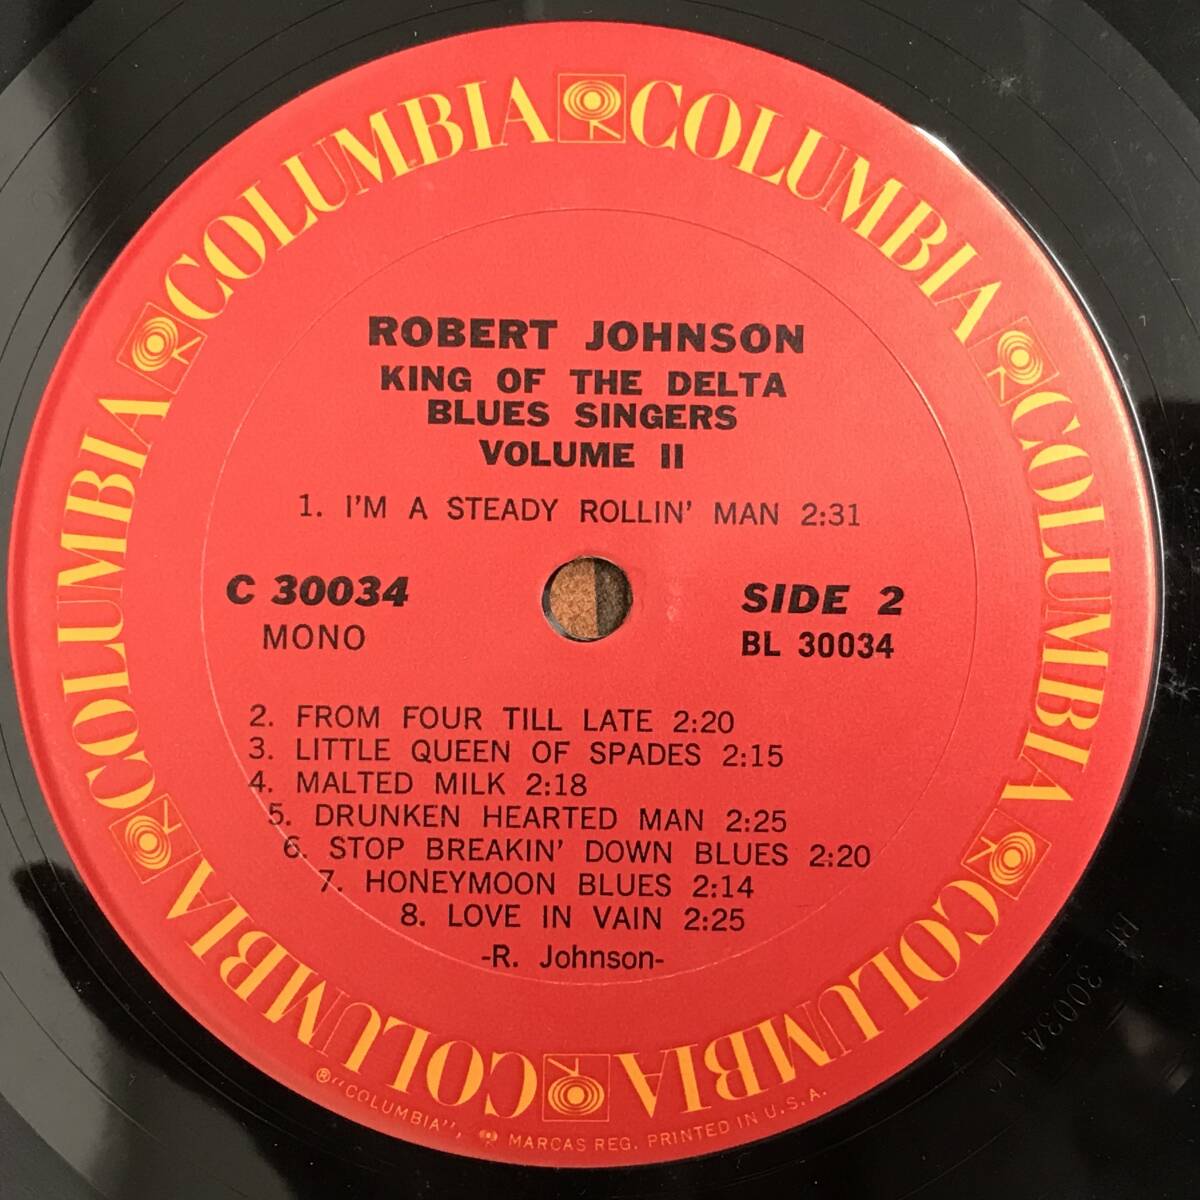 COLUMBIA COLUMBIA COLUMBIA COLUMBIA COLUMBIA COLUMBIA
ROBERT JOHNSON
KING OF THE DELTA
BLUES SINGERS
VOLUME II
1. I'M A STEADY ROLLIN' MAN 2:31
C 30034
MONO
SIDE 2
BL 30034
2. FROM FOUR TILL LATE 2:20
3. LITTLE QUEEN OF SPADES 2:15
4. MALTED MILK 2:18
5. DRUNKEN HEARTED MAN 2:25
6. STOP BREAKIN' DOWN BLUES 2:20
7. HONEYMOON BLUES 2:14
8. LOVE IN VAIN 2:25
-R. Johnson-
®"COLUMBIA", MARCAS REG. PRINTED IN U.S.A.
30034